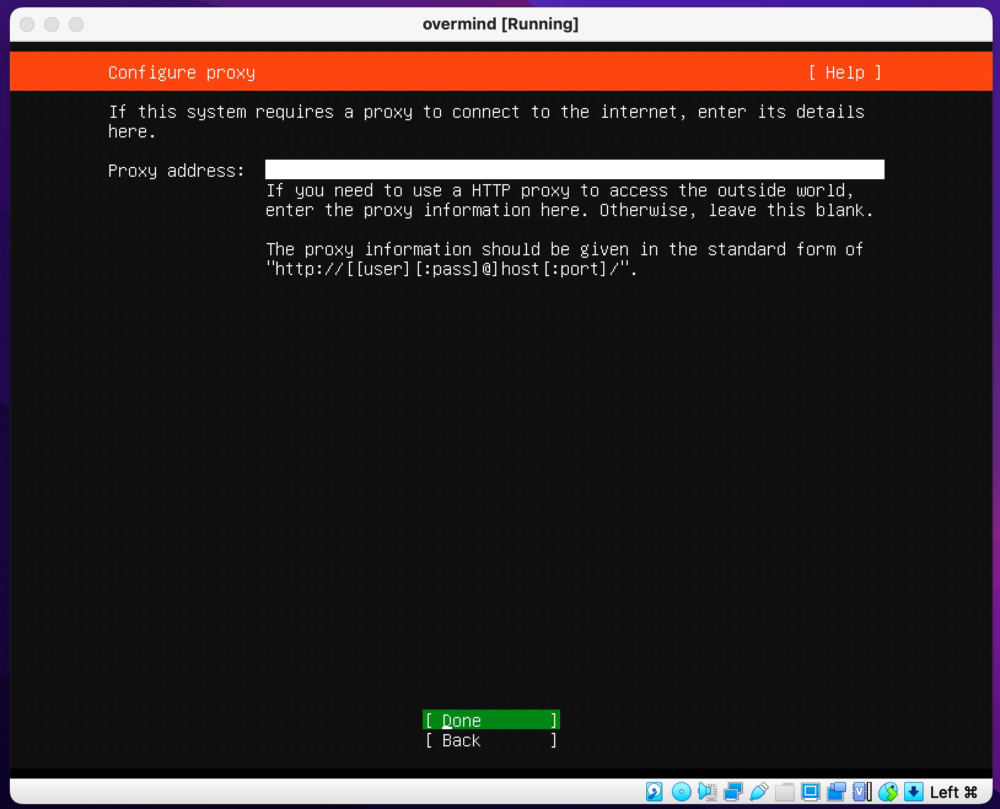 overmind [Running]
Configure proxy [ Help ]
If this system requires a proxy to connect to the internet, enter its details
here.
Proxy address:
If you need to use a HTTP proxy to access the outside world,
enter the proxy information here. Otherwise, leave this blank.
The proxy information should be given in the standard form of
"http://[[user][:pass]@]host[:port]/".
[ Done ]
[ Back ]
Left ⌘